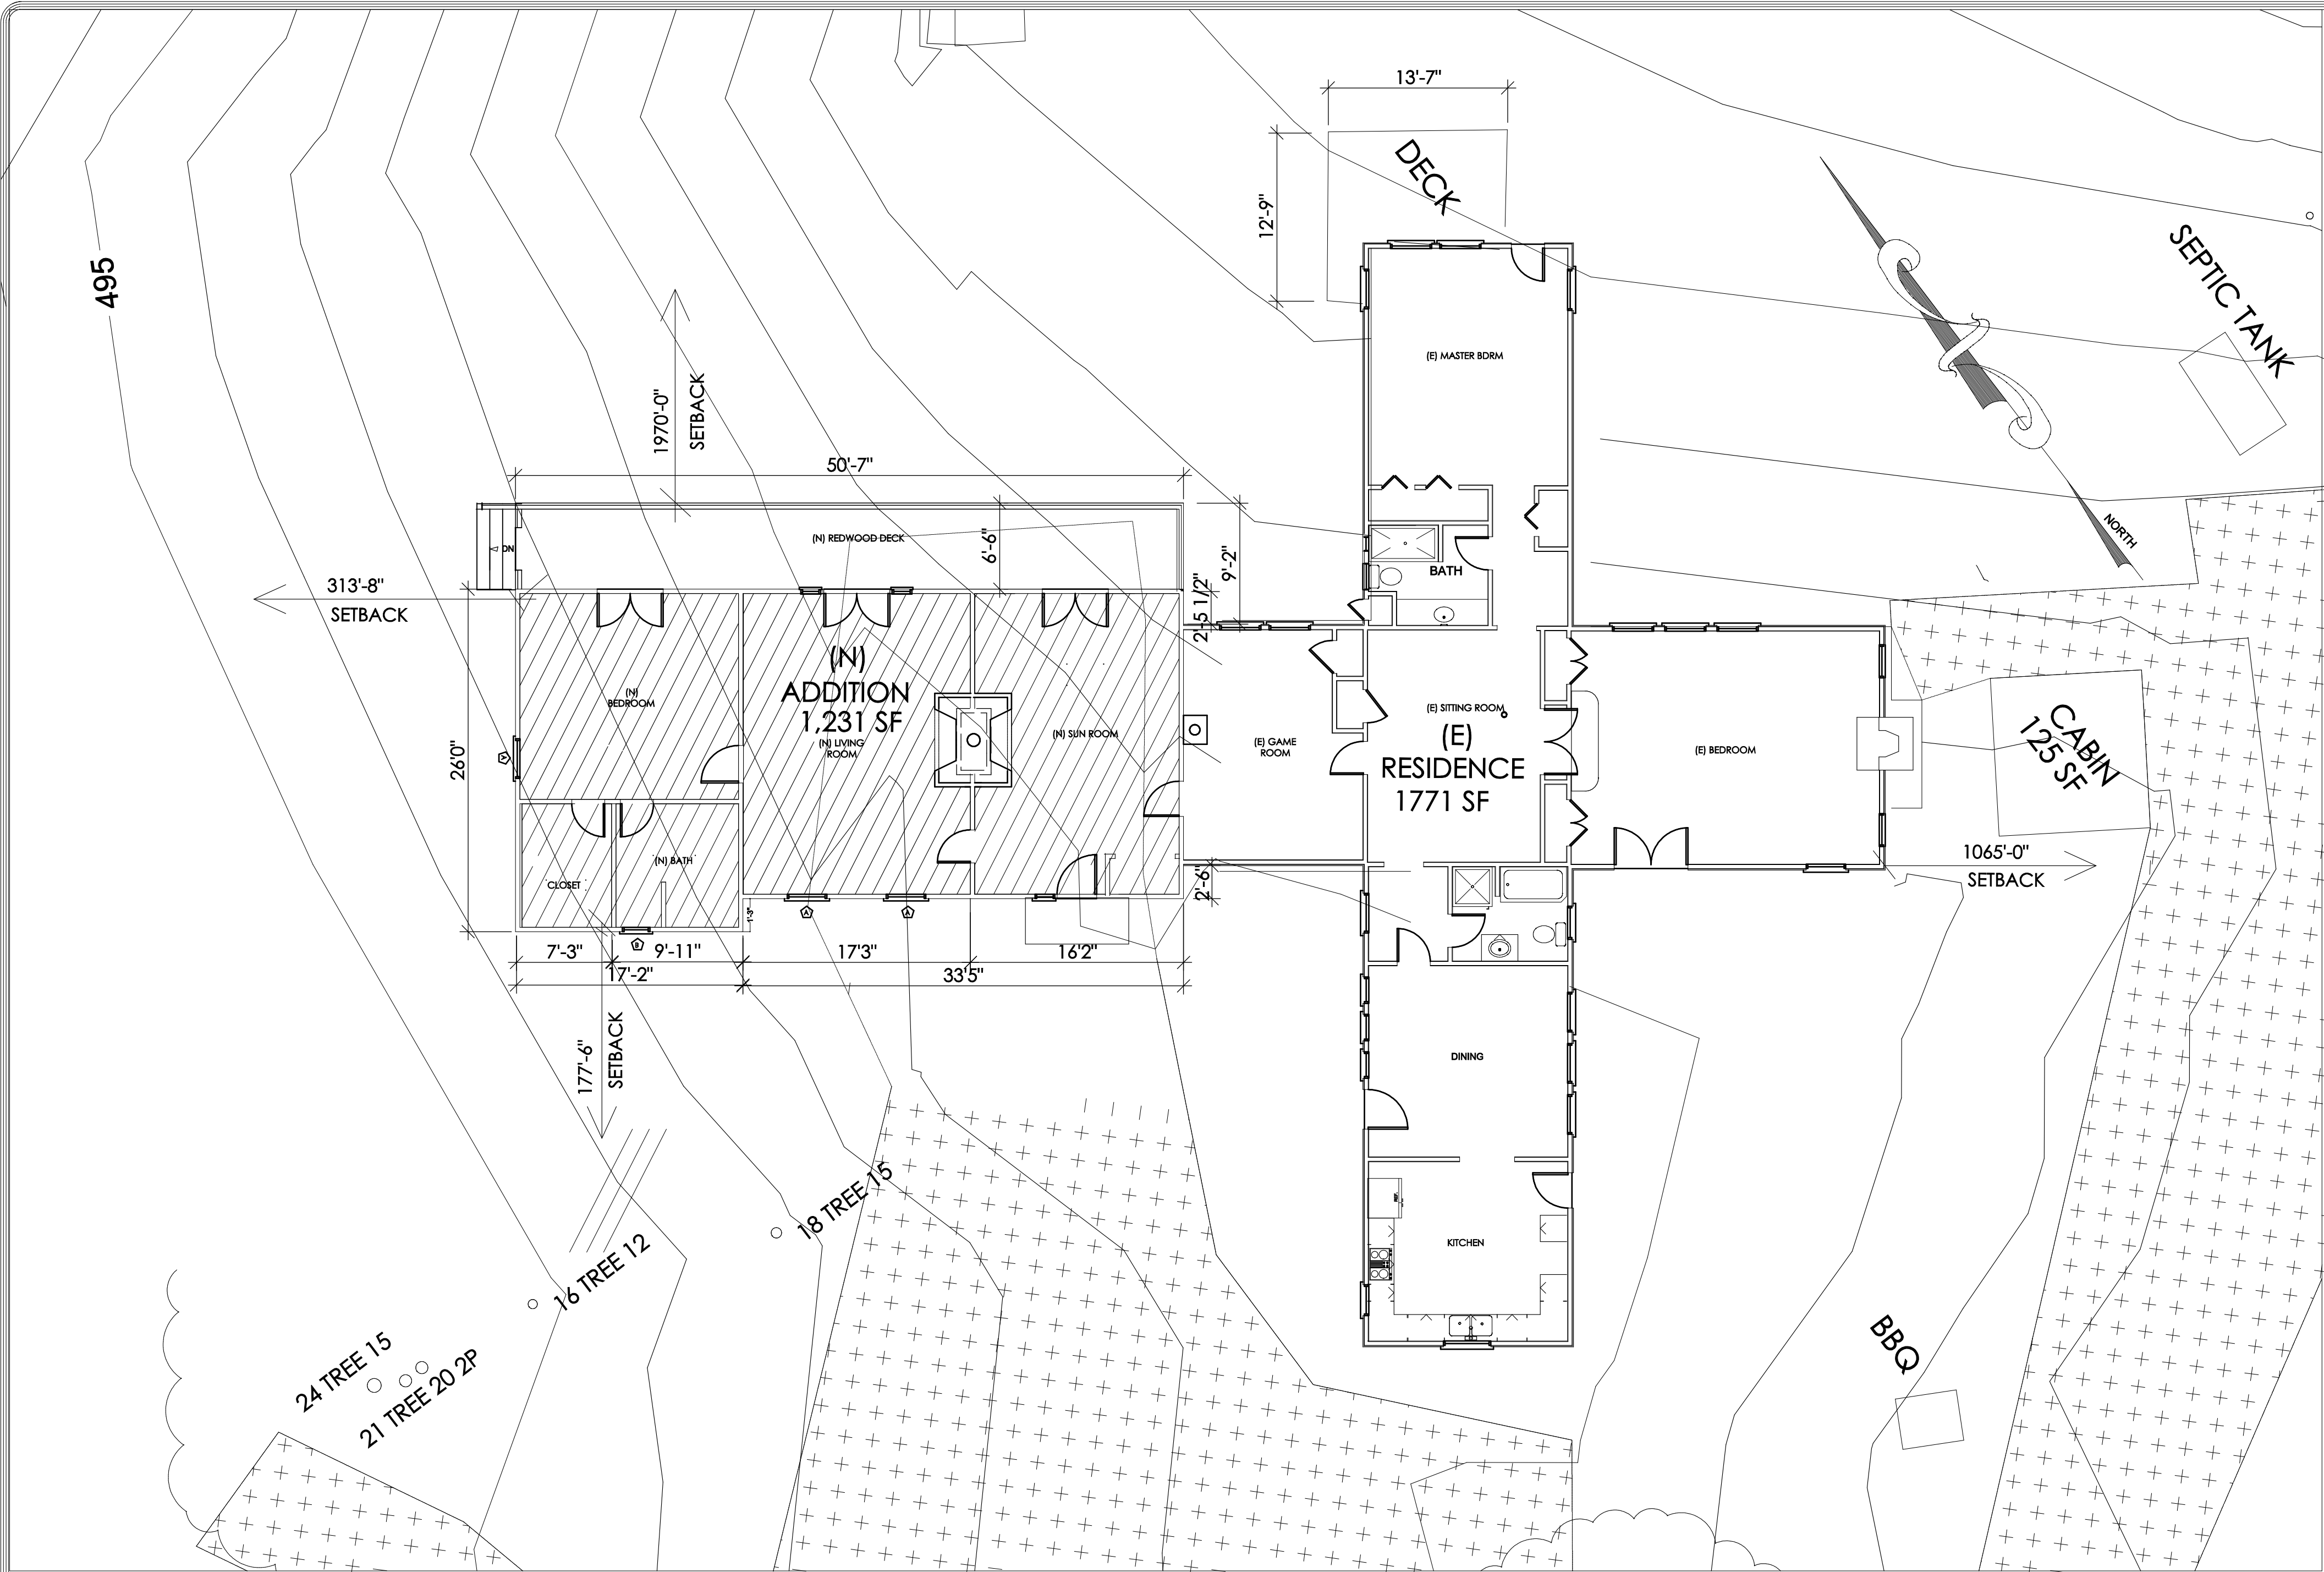 13'-7"
DECK
12'-9"
495
SEPTIC TANK
(E) MASTER BDRM
1970'-0"
SETBACK
50'-7"
NORTH
(N) REDWOOD DECK
6'-6"
DN
9'-2"
BATH
313'-8"
SETBACK
2'-5 1/2"
(N)
ADDITION
1,231 SF
(N)
BEDROOM
(N) LIVING
ROOM
(N) SUN ROOM
(E) GAME
ROOM
(E) SITTING ROOM
(E)
RESIDENCE
1771 SF
(E) BEDROOM
CABIN
125 SF
26'0"
(N) BATH
CLOSET
1065'-0"
SETBACK
2'-6"
1'-3"
A
A
B
7'-3"
9'-11"
17'3"
16'2"
17'-2"
33'5"
177'-6"
SETBACK
DINING
18 TREE 15
KITCHEN
16 TREE 12
24 TREE 15
21 TREE 20 2P
BBQ